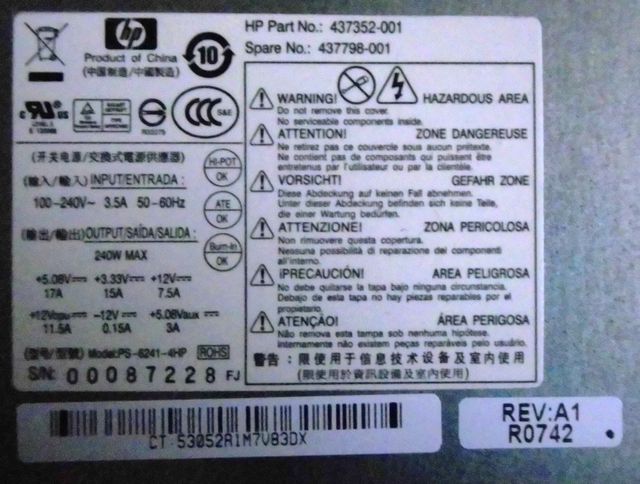 hp
Product of China
(中国制造/中國製造)
10
HP Part No.: 437352-001
Spare No.: 437798-001
WARNING! HAZARDOUS AREA
Do not remove this cover.
No serviceable components inside.
ATTENTION! ZONE DANGEREUSE
Ne retirez pas ce couvercle sous aucun prétexte.
Ne contient pas de composants qui puissent être
entretenus par l'utilisateur ou par la clientèle.
VORSICHT! GEFAHR ZONE
Diese Abdeckung auf keinen Fall abnehmen.
Unter dieser Abdeckung befinden sich keine Teile,
die einer Wartung bedürfen.
ATTENZIONE! ZONA PERICOLOSA
Non rimuovere questa copertura.
Nessuna possibilità di reparazione del componenti
all'interno.
¡PRECAUCIÓN! AREA PELIGROSA
No debe quitarse la tapa bajo ninguna circunstancia.
Debajo de esta tapa no hay piezas reparables por el
propietario.
ATENÇÃO! ÁREA PERIGOSA
Não remova esta tampa sob nenhuma hipótese.
Internamente não existem partes reparáveis pelo usuário.
警告: 限使用于信息技术设备及室内使用
(限使用於資訊設備及室內使用)
c RU us
CCC S&E
(开关电源/交換式電源供應器)
(输入/輸入) INPUT/ENTRADA :
100-240V~ 3.5A 50-60Hz
(输出/輸出) OUTPUT/SAÍDA/SALIDA :
240W MAX
HI-POT
OK
ATE
OK
Burn-In
OK
+5.08V +3.33V +12V
17A 15A 7.5A
+12Vcpu -12V +5.08Vaux
11.5A 0.15A 3A
(型号/型號) Model:PS-6241-4HP ROHS
S/N: 00087228 FJ
CT:53052R1M7V83DX
REV:A1
R0742